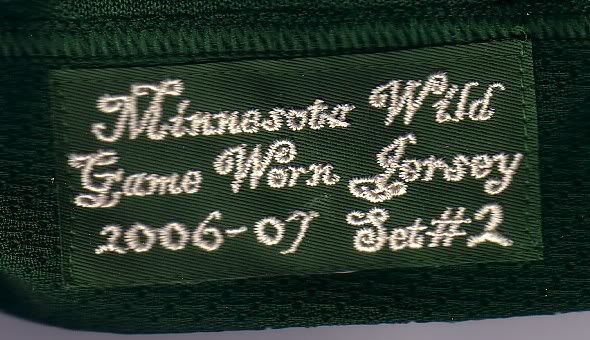 Minnesota Wild
Game Worn Jersey
2006-07 Set#2